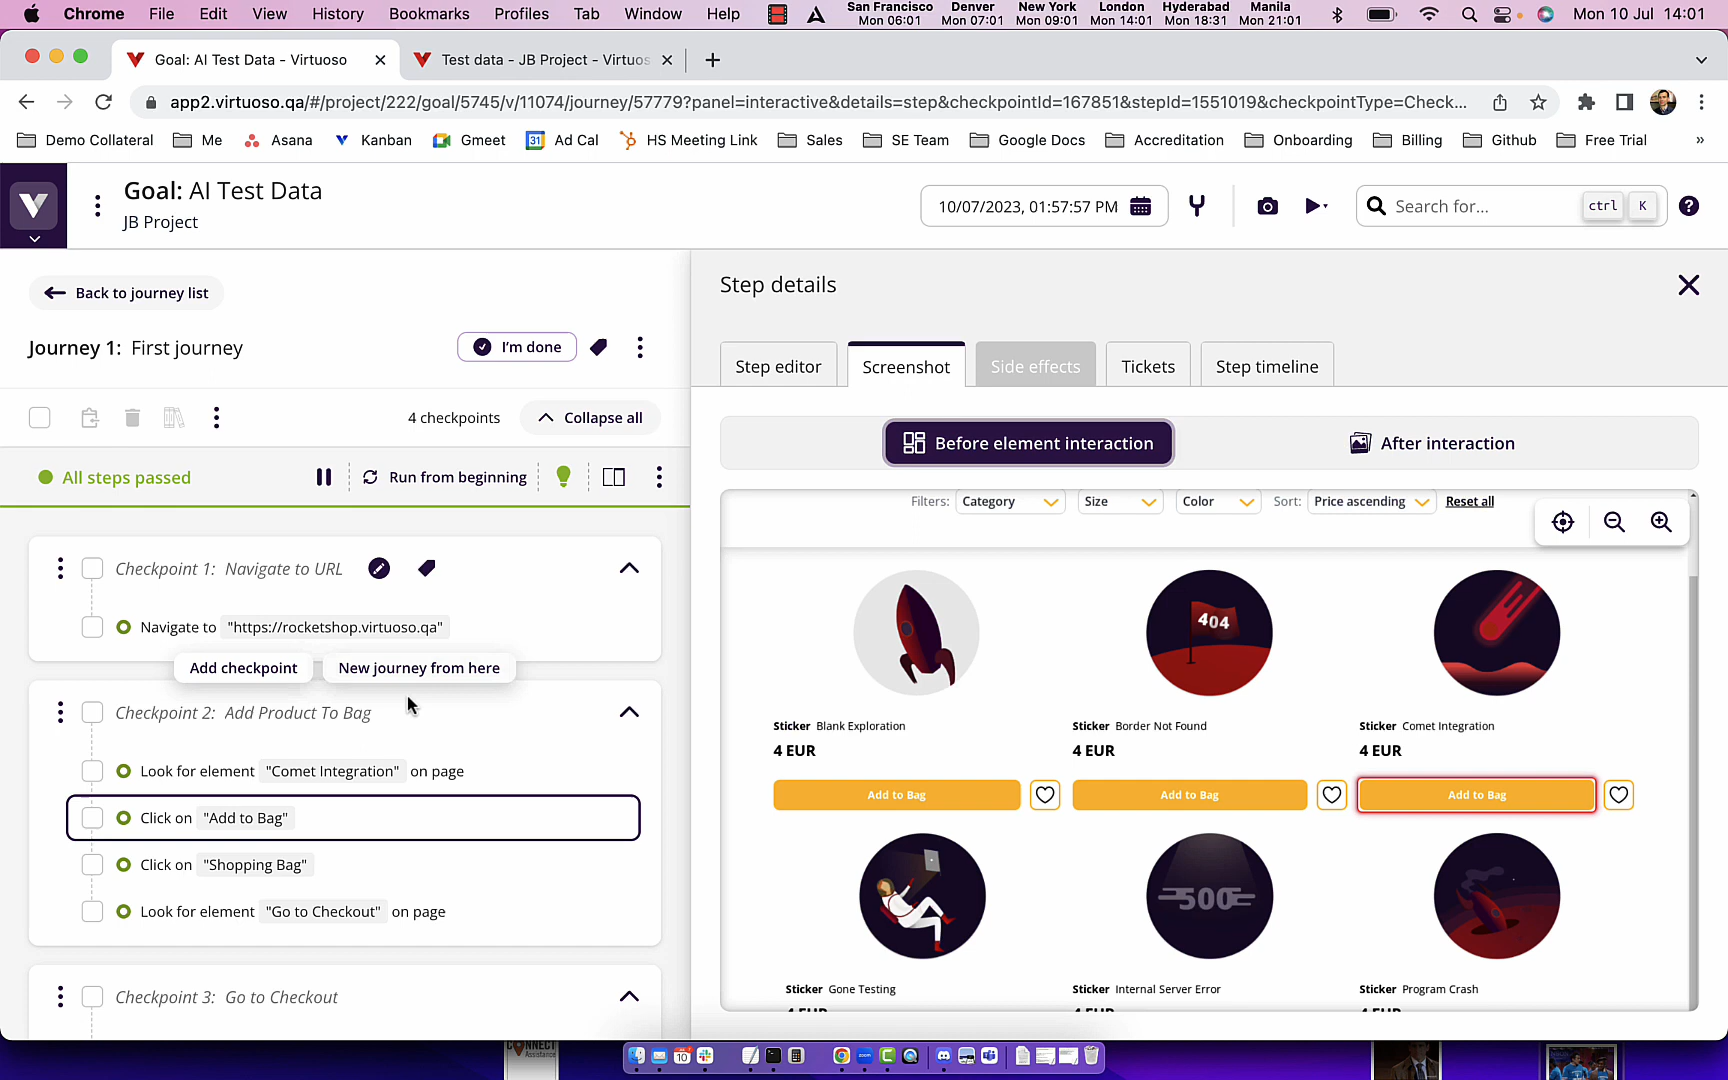 Chrome File Edit View History Bookmarks Profiles Tab Window Help
San Francisco Denver New York London Hyderabad Manila
Mon 06:01 Mon 07:01 Mon 09:01 Mon 14:01 Mon 18:31 Mon 21:01
Mon 10 Jul 14:01
Goal: AI Test Data - Virtuoso
Test data - JB Project - Virtuos
app2.virtuoso.qa/#/project/222/goal/5745/v/11074/journey/57779?panel=interactive&details=step&checkpointId=167851&stepId=1551019&checkpointType=Check...
Demo Collateral Me Asana Kanban Gmeet Ad Cal HS Meeting Link Sales SE Team Google Docs Accreditation Onboarding Billing Github Free Trial »
Goal: AI Test Data
JB Project
10/07/2023, 01:57:57 PM
Search for... ctrl K
Back to journey list
Journey 1: First journey
I'm done
4 checkpoints
Collapse all
All steps passed
Run from beginning
Checkpoint 1: Navigate to URL
Navigate to "https://rocketshop.virtuoso.qa"
Add checkpoint
New journey from here
Checkpoint 2: Add Product To Bag
Look for element "Comet Integration" on page
Click on "Add to Bag"
Click on "Shopping Bag"
Look for element "Go to Checkout" on page
Checkpoint 3: Go to Checkout
Step details
Step editor Screenshot Side effects Tickets Step timeline
Before element interaction
After interaction
Filters: Category Size Color Sort: Price ascending Reset all
404
Sticker Blank Exploration
4 EUR
Add to Bag
Sticker Border Not Found
4 EUR
Add to Bag
Sticker Comet Integration
4 EUR
Add to Bag
500
Sticker Gone Testing
4 EUR
Sticker Internal Server Error
4 EUR
Sticker Program Crash
4 EUR
CONNECT
Assistance